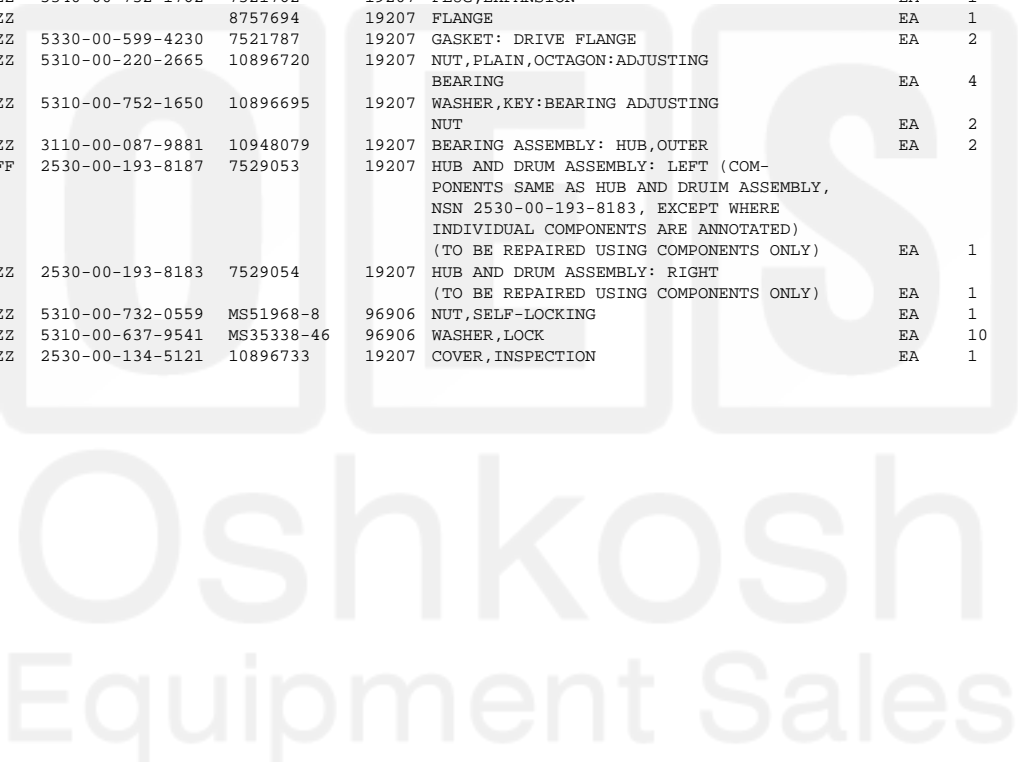 ZZ 8757694 19207 FLANGE EA 1
ZZ 5330-00-599-4230 7521787 19207 GASKET: DRIVE FLANGE EA 2
ZZ 5310-00-220-2665 10896720 19207 NUT,PLAIN,OCTAGON:ADJUSTING
BEARING EA 4
ZZ 5310-00-752-1650 10896695 19207 WASHER,KEY:BEARING ADJUSTING
NUT EA 2
ZZ 3110-00-087-9881 10948079 19207 BEARING ASSEMBLY: HUB,OUTER EA 2
FF 2530-00-193-8187 7529053 19207 HUB AND DRUM ASSEMBLY: LEFT (COM-
PONENTS SAME AS HUB AND DRUIM ASSEMBLY,
NSN 2530-00-193-8183, EXCEPT WHERE
INDIVIDUAL COMPONENTS ARE ANNOTATED)
(TO BE REPAIRED USING COMPONENTS ONLY) EA 1
ZZ 2530-00-193-8183 7529054 19207 HUB AND DRUM ASSEMBLY: RIGHT
(TO BE REPAIRED USING COMPONENTS ONLY) EA 1
ZZ 5310-00-732-0559 MS51968-8 96906 NUT,SELF-LOCKING EA 1
ZZ 5310-00-637-9541 MS35338-46 96906 WASHER,LOCK EA 10
ZZ 2530-00-134-5121 10896733 19207 COVER,INSPECTION EA 1
OES
Oshkosh
Equipment Sales